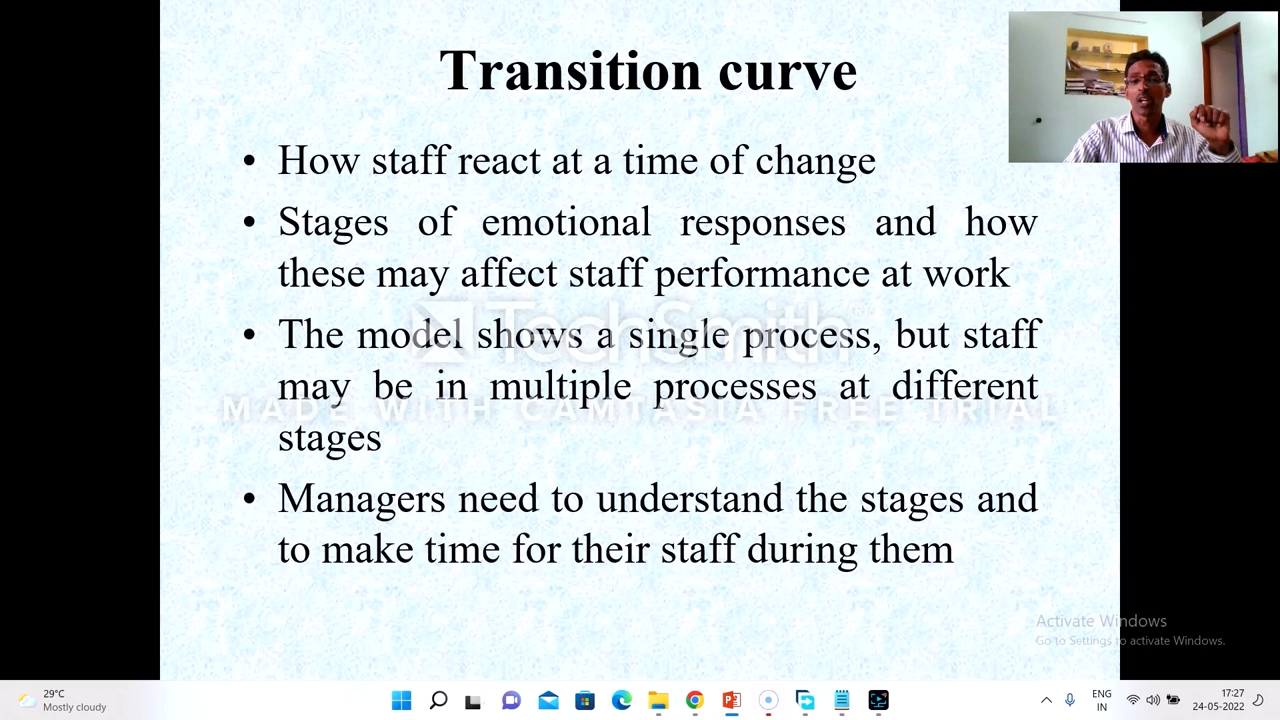 Transition curve
• How staff react at a time of change
• Stages of emotional responses and how
these may affect staff performance at work
• The model shows a single process, but staff
may be in multiple processes at different
stages
• Managers need to understand the stages and
to make time for their staff during them
TechSmith®
MADE WITH CAMTASIA FREE TRIAL
Activate Windows
Go to Settings to activate Windows.
29°C
Mostly cloudy
ENG
IN
17:27
24-05-2022